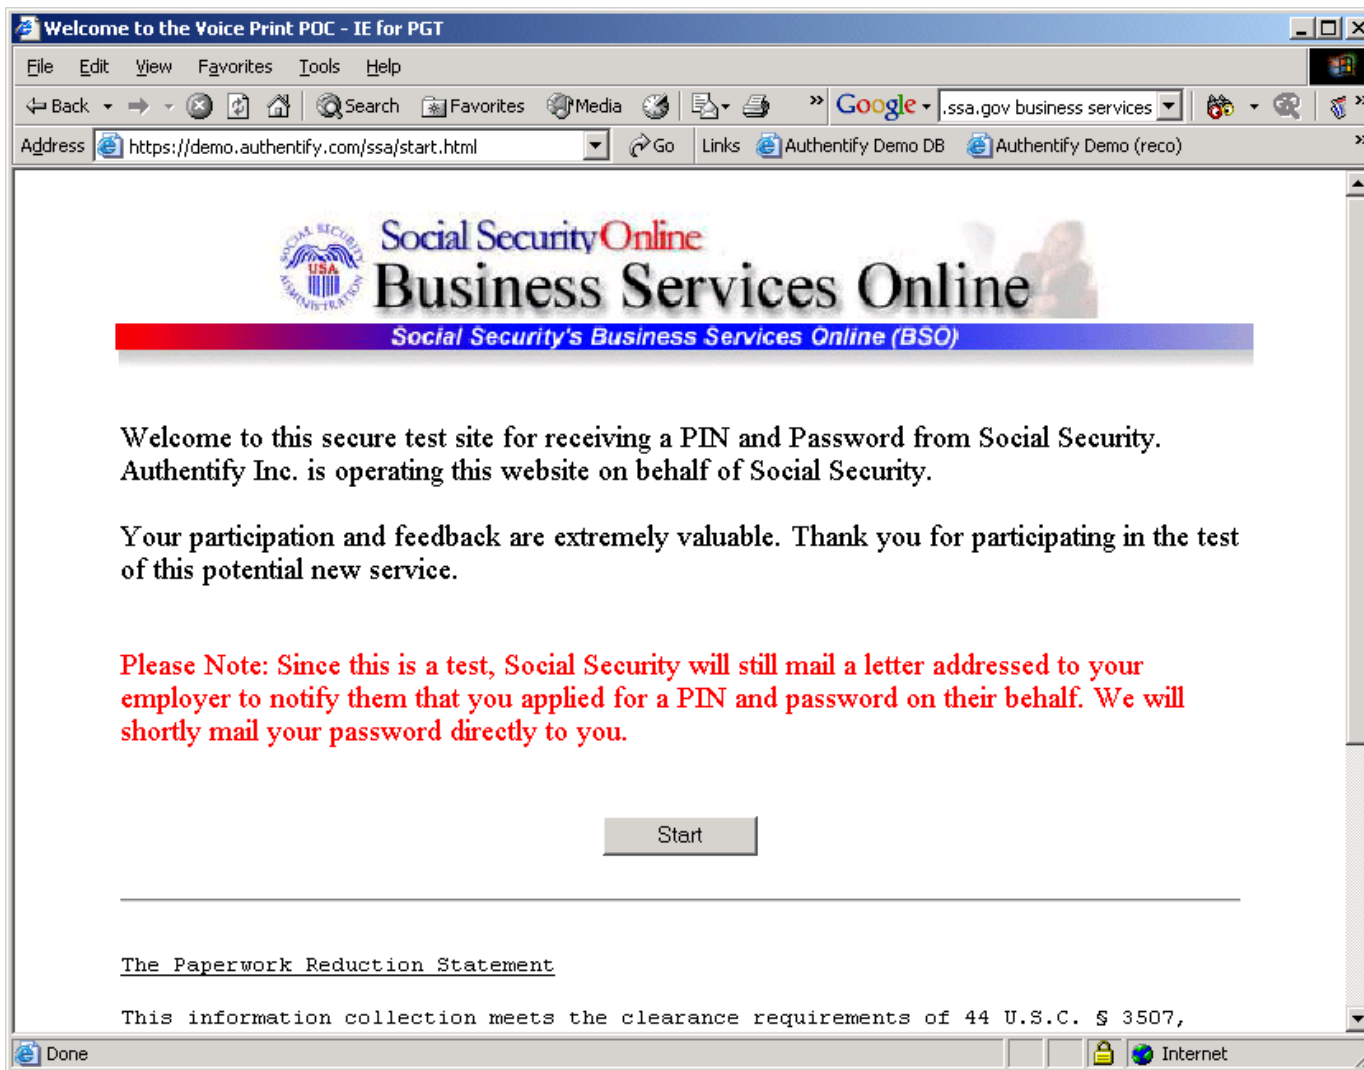 Welcome to the Voice Print POC - IE for PGT
File Edit View Favorites Tools Help
Back Search Favorites Media » Google .ssa.gov business services »
Address https://demo.authentify.com/ssa/start.html Go Links Authentify Demo DB Authentify Demo (reco) »
SOCIAL SECURITY ADMINISTRATION
USA
Social Security Online
Business Services Online
Social Security's Business Services Online (BSO)
Welcome to this secure test site for receiving a PIN and Password from Social Security.
Authentify Inc. is operating this website on behalf of Social Security.
Your participation and feedback are extremely valuable. Thank you for participating in the test
of this potential new service.
Please Note: Since this is a test, Social Security will still mail a letter addressed to your
employer to notify them that you applied for a PIN and password on their behalf. We will
shortly mail your password directly to you.
Start
The Paperwork Reduction Statement
This information collection meets the clearance requirements of 44 U.S.C. § 3507,
Done Internet